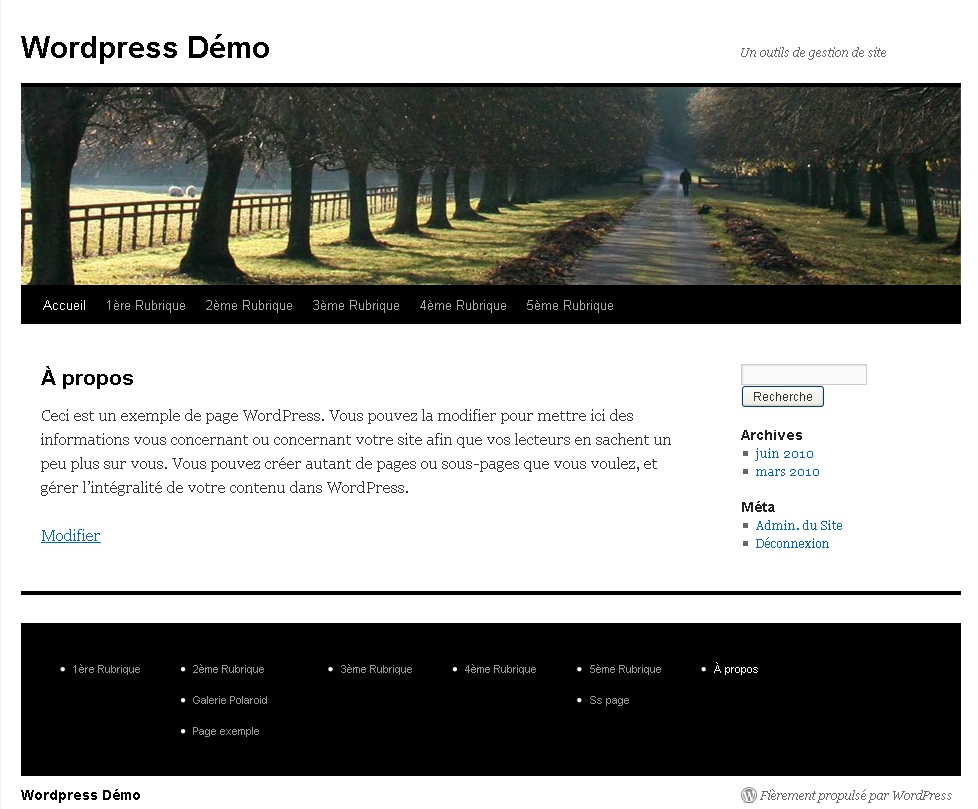 Wordpress Démo
Un outils de gestion de site
Accueil 1ère Rubrique 2ème Rubrique 3ème Rubrique 4ème Rubrique 5ème Rubrique
À propos
Ceci est un exemple de page WordPress. Vous pouvez la modifier pour mettre ici des
informations vous concernant ou concernant votre site afin que vos lecteurs en sachent un
peu plus sur vous. Vous pouvez créer autant de pages ou sous-pages que vous voulez, et
gérer l'intégralité de votre contenu dans WordPress.
Modifier
Recherche
Archives
juin 2010
mars 2010
Méta
Admin. du Site
Déconnexion
1ère Rubrique 2ème Rubrique 3ème Rubrique 4ème Rubrique 5ème Rubrique À propos
Galerie Polaroid Ss page
Page exemple
Wordpress Démo
Fièrement propulsé par WordPress